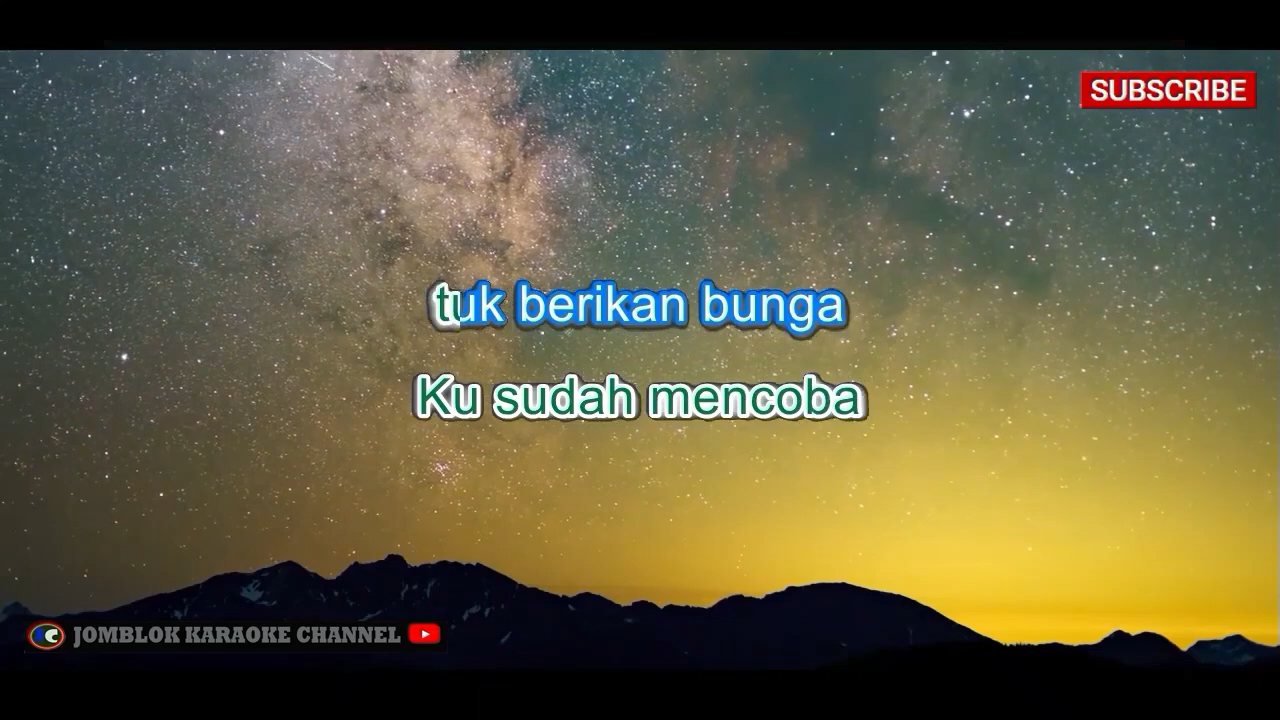 SUBSCRIBE
tuk berikan bunga
Ku sudah mencoba
JOMBLOK KARAOKE CHANNEL